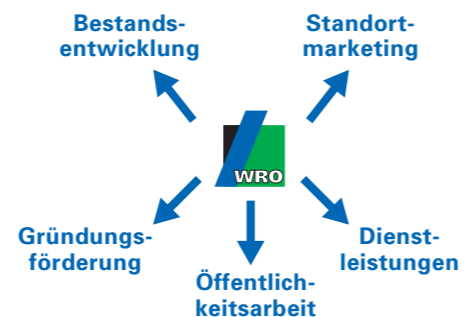 Bestands-
entwicklung
Standort-
marketing
WRO
Gründungs-
förderung
Dienst-
leistungen
Öffentlich-
keitsarbeit